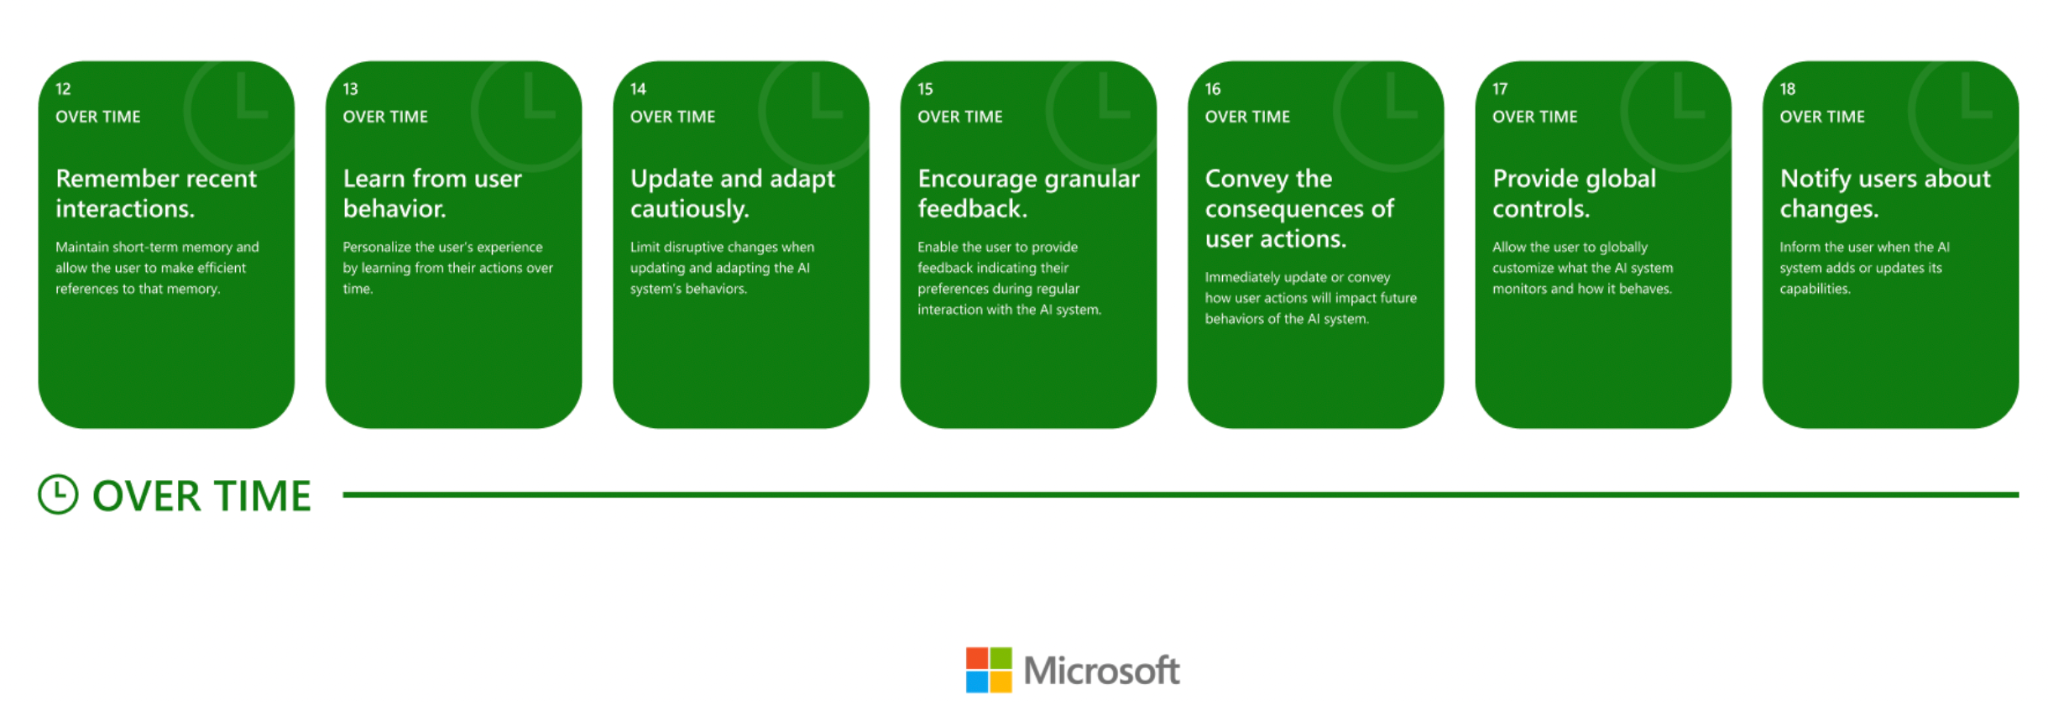 12
OVER TIME
Remember recent
interactions.
Maintain short-term memory and
allow the user to make efficient
references to that memory.
13
OVER TIME
Learn from user
behavior.
Personalize the user's experience
by learning from their actions over
time.
14
OVER TIME
Update and adapt
cautiously.
Limit disruptive changes when
updating and adapting the AI
system's behaviors.
15
OVER TIME
Encourage granular
feedback.
Enable the user to provide
feedback indicating their
preferences during regular
interaction with the AI system.
16
OVER TIME
Convey the
consequences of
user actions.
Immediately update or convey
how user actions will impact future
behaviors of the AI system.
17
OVER TIME
Provide global
controls.
Allow the user to globally
customize what the AI system
monitors and how it behaves.
18
OVER TIME
Notify users about
changes.
Inform the user when the AI
system adds or updates its
capabilities.
OVER TIME
Microsoft